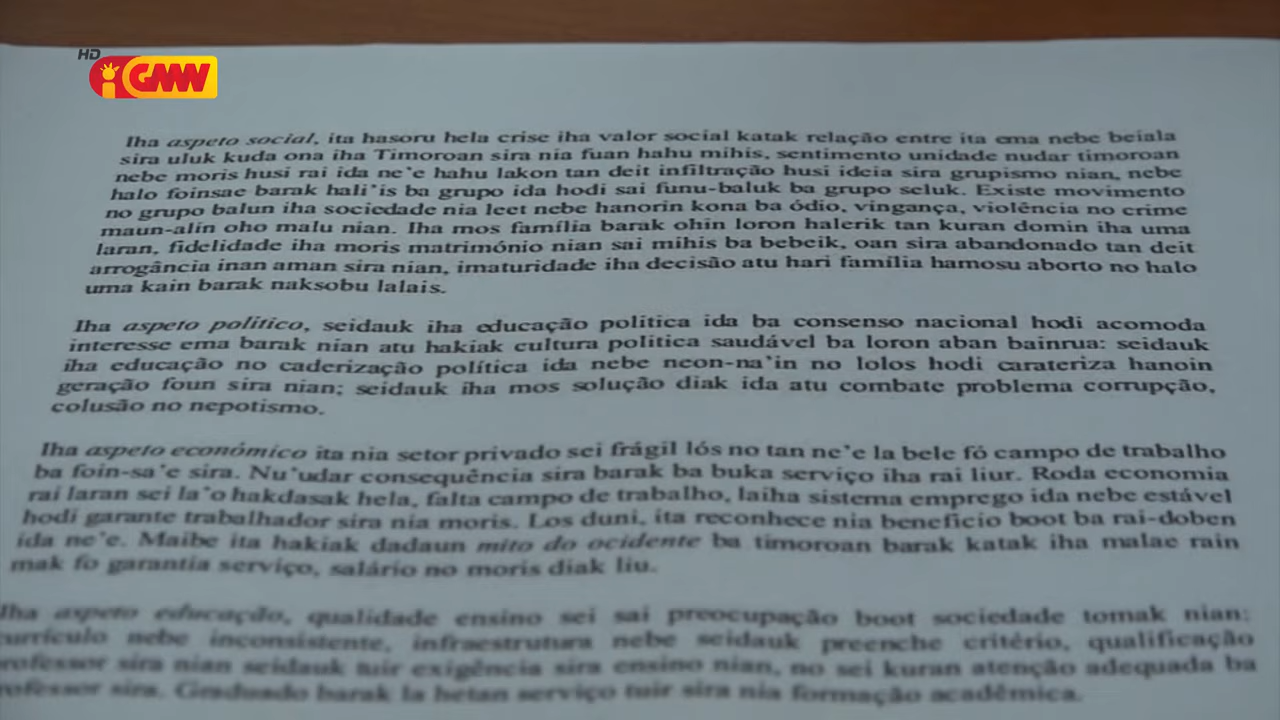 HD
iGMW
Iha aspeto social, ita hasoru hela crise iha valor social katak relação entre ita ema nebe beiala
sira uluk kuda ona iha Timoroan sira nia fuan hahu mihis, sentimento unidade nudar timoroan
nebe moris husi rai ida ne'e hahu lakon tan deit infiltração husi ideia sira grupismo nian, nebe
halo foinsae barak hali'is ba grupo ida hodi sai funu-baluk ba grupo seluk. Existe movimento
no grupo balun iha sociedade nia leet nebe hanorin kona ba ódio, vingança, violência no crime
maun-alin oho malu nian. Iha mos família barak ohin loron halerik tan kuran domin iha uma
laran, fidelidade iha moris matrimónio nian sai mihis ba bebeik, oan sira abandonado tan deit
arrogância inan aman sira nian, imaturidade iha decisão atu hari família hamosu aborto no halo
uma kain barak naksobu lalais.
Iha aspeto politico, seidauk iha educação política ida ba consenso nacional hodi acomoda
interesse ema barak nian atu hakiak cultura politica saudável ba loron aban bainrua: seidauk
iha educação no caderização política ida nebe neon-na'in no lolos hodi carateriza hanoin
geração foun sira nian; seidauk iha mos solução diak ida atu combate problema corrupção,
colusão no nepotismo.
Iha aspeto económico ita nia setor privado sei frágil lós no tan ne'e la bele fó campo de trabalho
ba foin-sa'e sira. Nu'udar consequência sira barak ba buka serviço iha rai liur. Roda economia
rai laran sei la'o hakdasak hela, falta campo de trabalho, laiha sistema emprego ida nebe estável
hodi garante trabalhador sira nia moris. Los duni, ita reconhece nia beneficio boot ba rai-doben
ida ne'e. Maibe ita hakiak dadaun mito do ocidente ba timoroan barak katak iha malae rain
mak fo garantia serviço, salário no moris diak liu.
Iha aspeto educação, qualidade ensino sei sai preocupação boot sociedade tomak nian:
currículo nebe inconsistente, infraestrutura nebe seidauk preenche critério, qualificação
rofessor sira nian seidauk tuir exigência sira ensino nian, no sei kuran atenção adequada ba
rofessor sira. Graduado barak la hetan serviço tuir sira nia formação acadêmica.